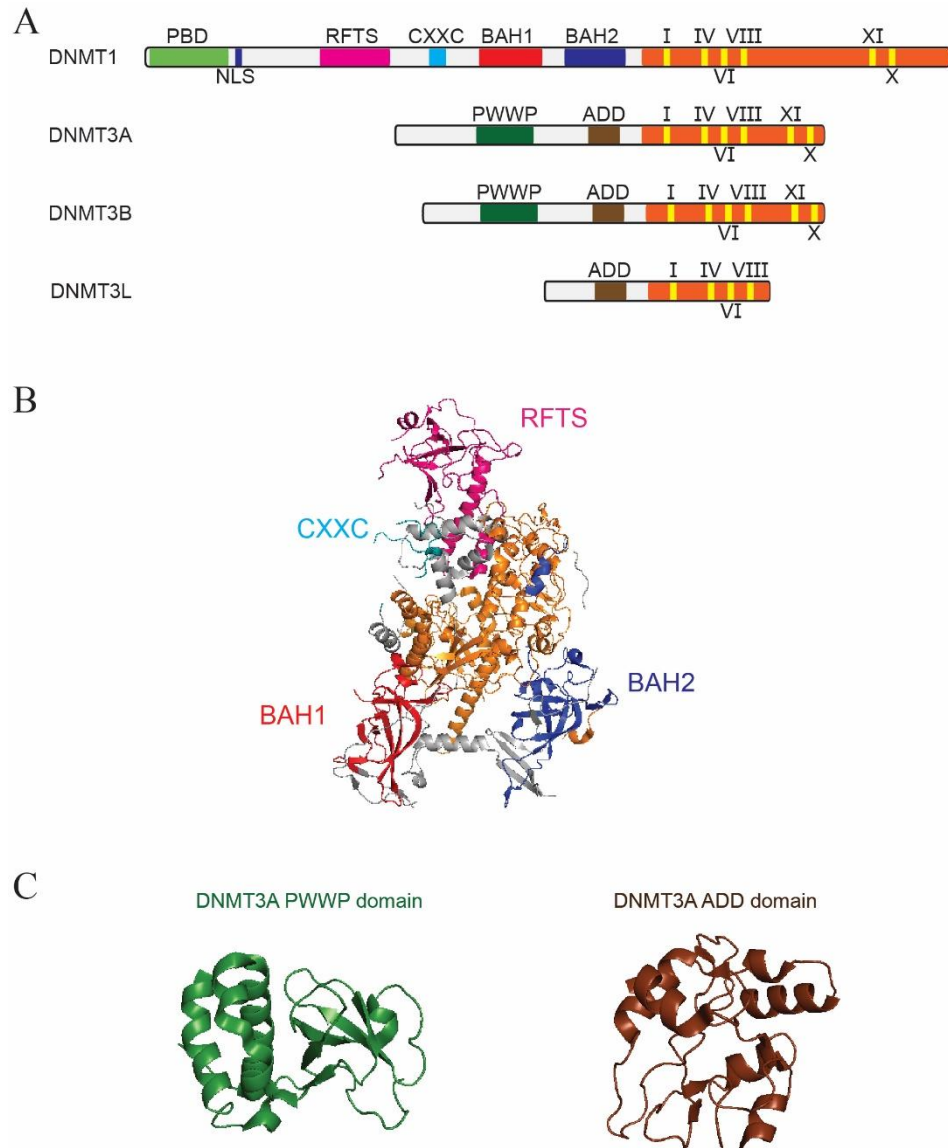 A
PBD RFTS CXXC BAH1 BAH2 I IV VIII XI
DNMT1
NLS VI X
PWWP ADD I IV VIII XI
DNMT3A
VI X
PWWP ADD I IV VIII XI
DNMT3B
VI X
ADD I IV VIII
DNMT3L
VI
B
RFTS
CXXC
BAH2
BAH1
C
DNMT3A PWWP domain DNMT3A ADD domain